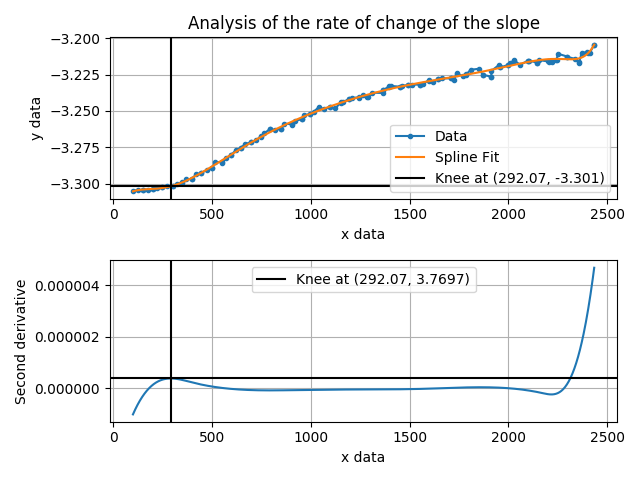 Analysis of the rate of change of the slope
−3.200
−3.225
−3.250
−3.275
−3.300
y data
Data
Spline Fit
Knee at (292.07, -3.301)
0
500
1000
1500
2000
2500
x data
Knee at (292.07, 3.7697)
0.000004
0.000002
0.000000
Second derivative
0
500
1000
1500
2000
2500
x data